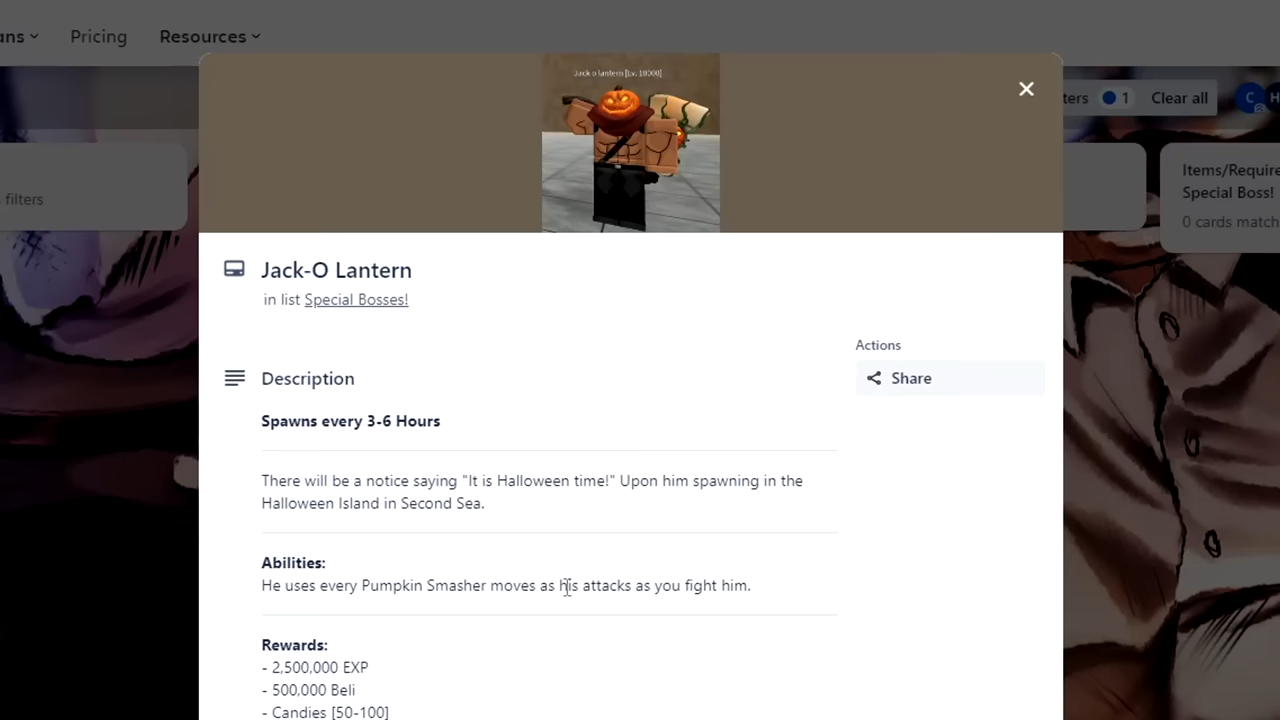 ans
Pricing
Resources
Jack o lantern [Lv. 10000]
ters
1
Clear all
C
H
filters
Items/Require
Special Boss!
0 cards match
Jack-O Lantern
in list Special Bosses!
Actions
Share
Description
Spawns every 3-6 Hours
There will be a notice saying "It is Halloween time!" Upon him spawning in the
Halloween Island in Second Sea.
Abilities:
He uses every Pumpkin Smasher moves as his attacks as you fight him.
Rewards:
- 2,500,000 EXP
- 500,000 Beli
- Candies [50-100]